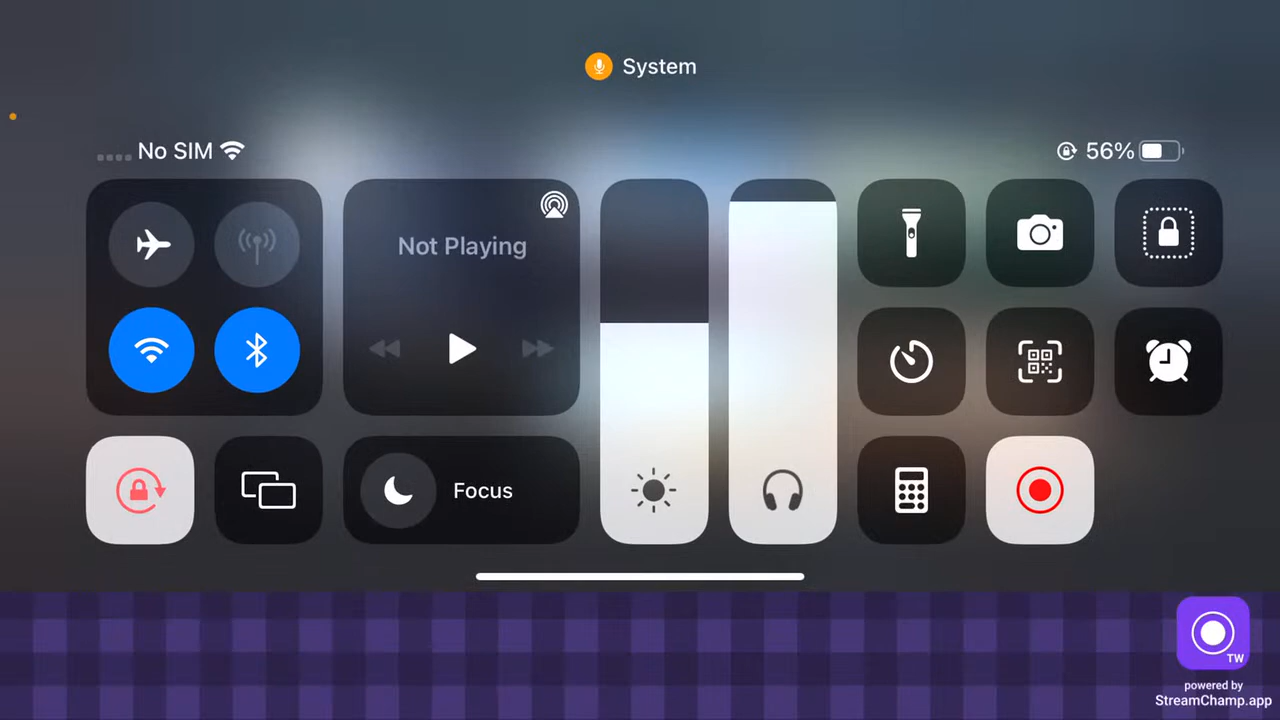 System
No SIM
56%
Not Playing
Focus
TW
powered by
StreamChamp.app